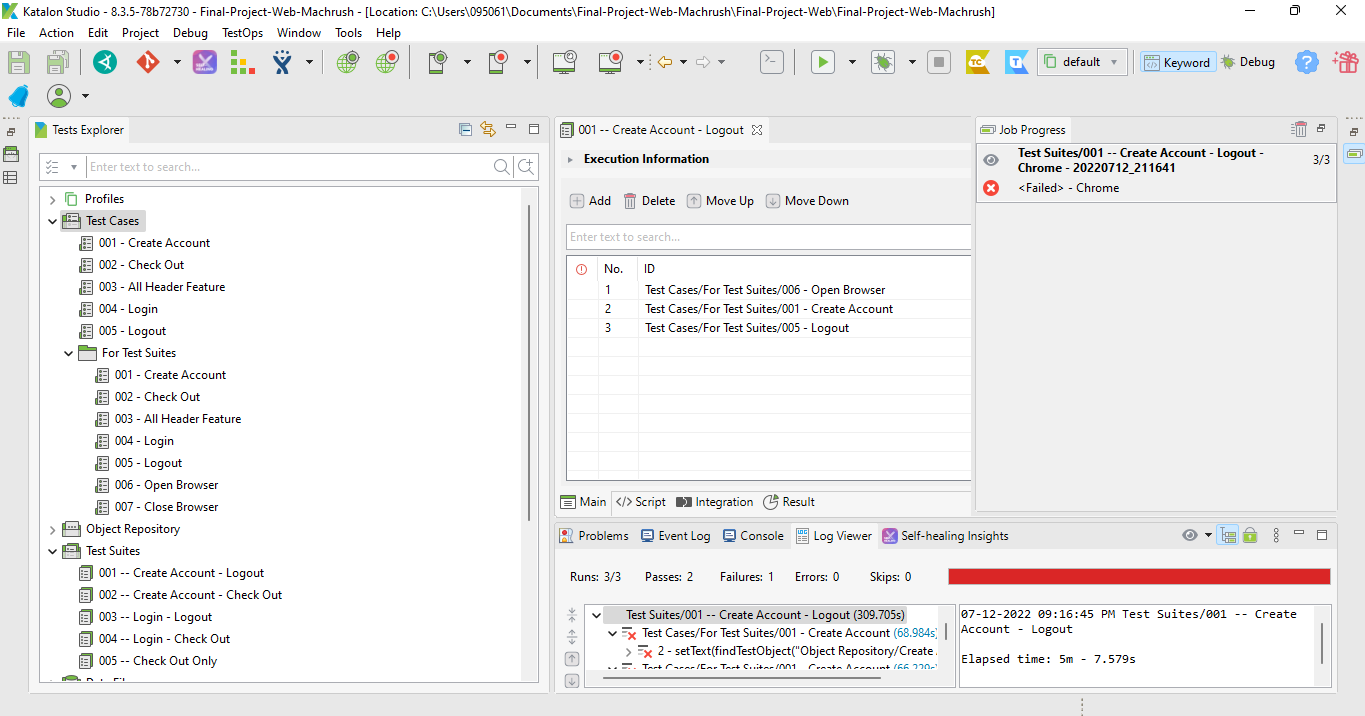 Katalon Studio - 8.3.5-78b72730 - Final-Project-Web-Machrush - [Location: C:\Users\095061\Documents\Final-Project-Web-Machrush\Final-Project-Web\Final-Project-Web-Machrush]
File Action Edit Project Debug TestOps Window Tools Help
default
Keyword
Debug
Tests Explorer
Enter text to search...
Profiles
Test Cases
001 - Create Account
002 - Check Out
003 - All Header Feature
004 - Login
005 - Logout
For Test Suites
001 - Create Account
002 - Check Out
003 - All Header Feature
004 - Login
005 - Logout
006 - Open Browser
007 - Close Browser
Object Repository
Test Suites
001 -- Create Account - Logout
002 -- Create Account - Check Out
003 -- Login - Logout
004 -- Login - Check Out
005 -- Check Out Only
001 -- Create Account - Logout
Execution Information
Add Delete Move Up Move Down
Enter text to search...
No. ID
1 Test Cases/For Test Suites/006 - Open Browser
2 Test Cases/For Test Suites/001 - Create Account
3 Test Cases/For Test Suites/005 - Logout
Main </> Script Integration Result
Job Progress
Test Suites/001 -- Create Account - Logout -
Chrome - 20220712_211641
3/3
<Failed> - Chrome
Problems Event Log Console Log Viewer Self-healing Insights
Runs: 3/3 Passes: 2 Failures: 1 Errors: 0 Skips: 0
Test Suites/001 -- Create Account - Logout (309.705s)
Test Cases/For Test Suites/001 - Create Account (68.984s)
2 - setText(findTestObject("Object Repository/Create
Test Cases/For Test Suites/001 - Create Account
07-12-2022 09:16:45 PM Test Suites/001 -- Create
Account - Logout
Elapsed time: 5m - 7.579s